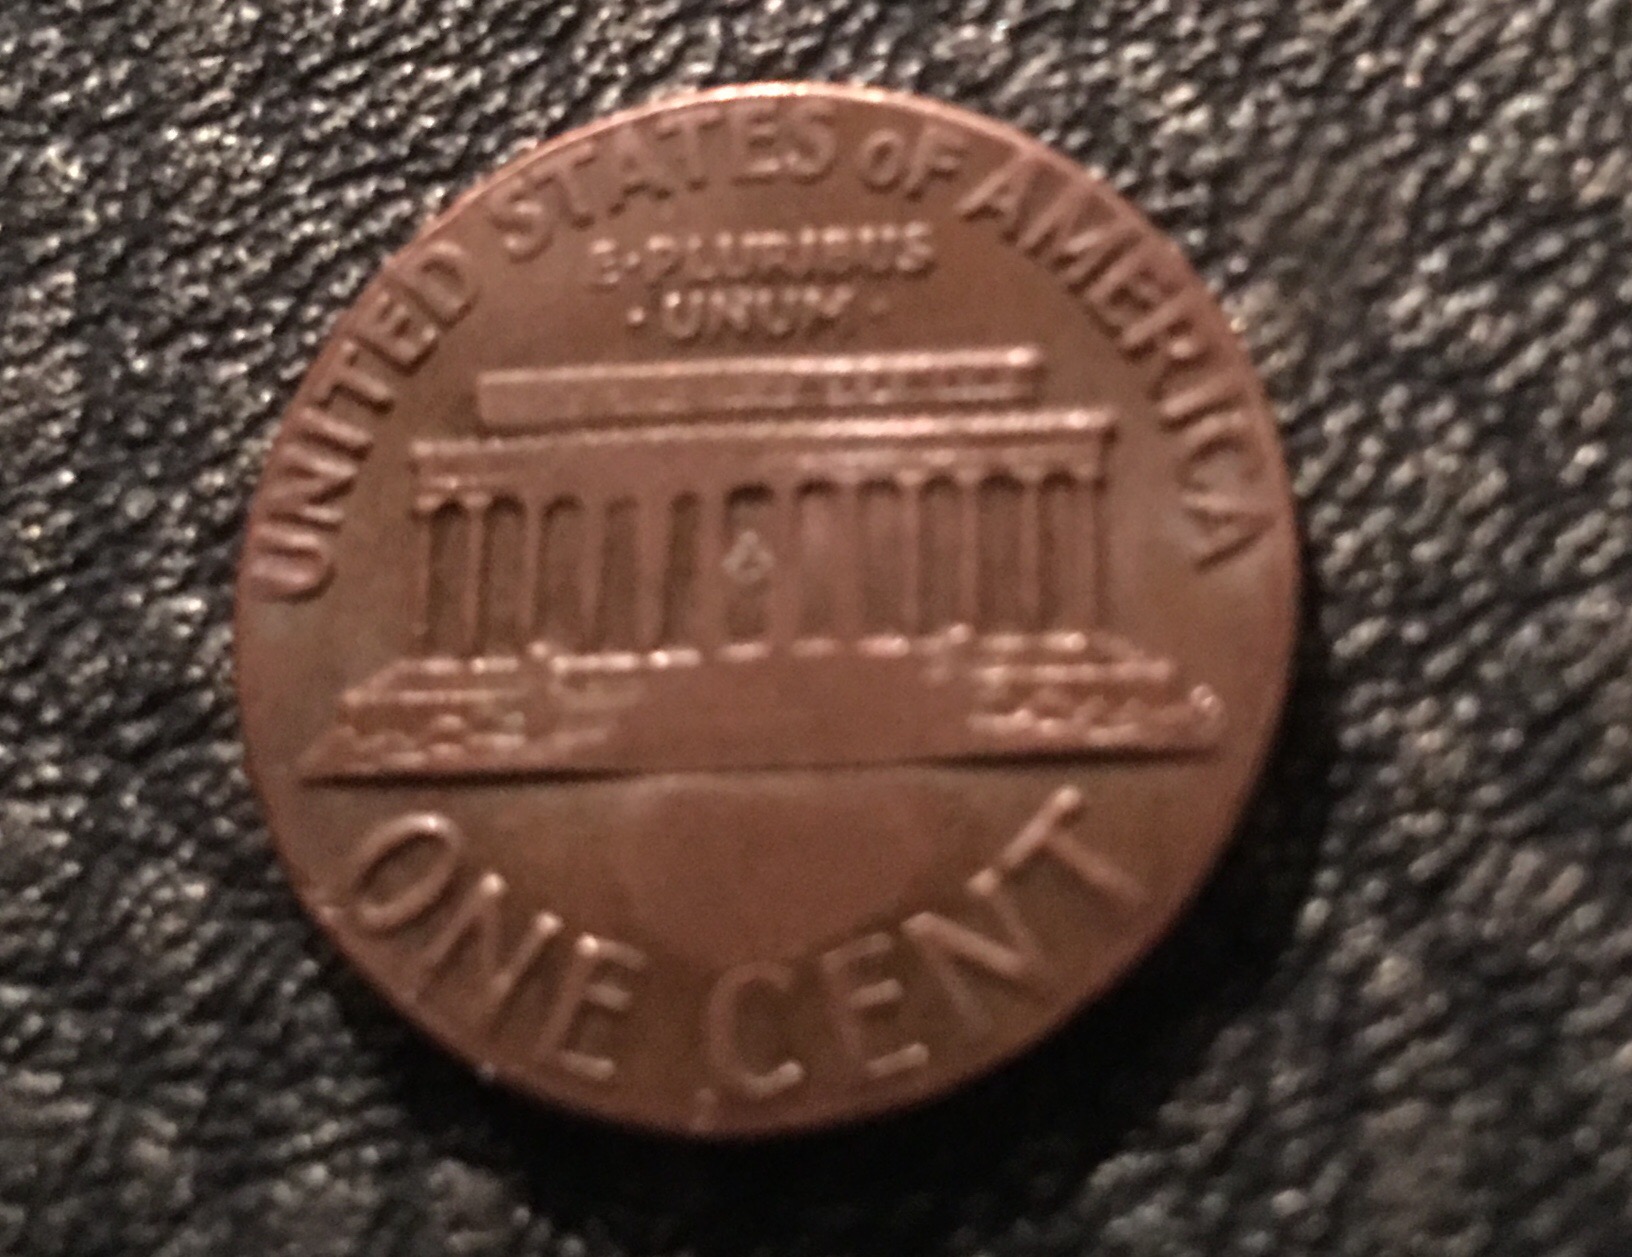 UNITED STATES oF AMERICA
E·PLURIBUS
·UNUM·
ONE CENT